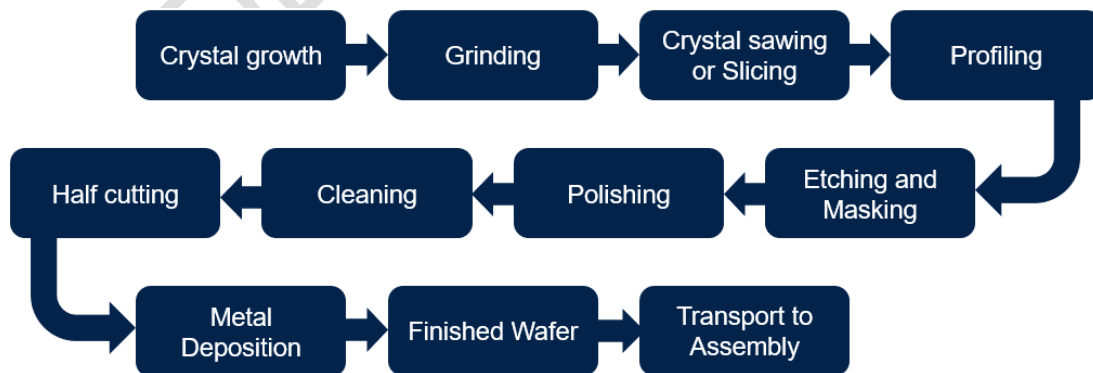 Crystal growth
Grinding
Crystal sawing
or Slicing
Profiling
Etching and
Masking
Polishing
Cleaning
Half cutting
Metal
Deposition
Finished Wafer
Transport to
Assembly